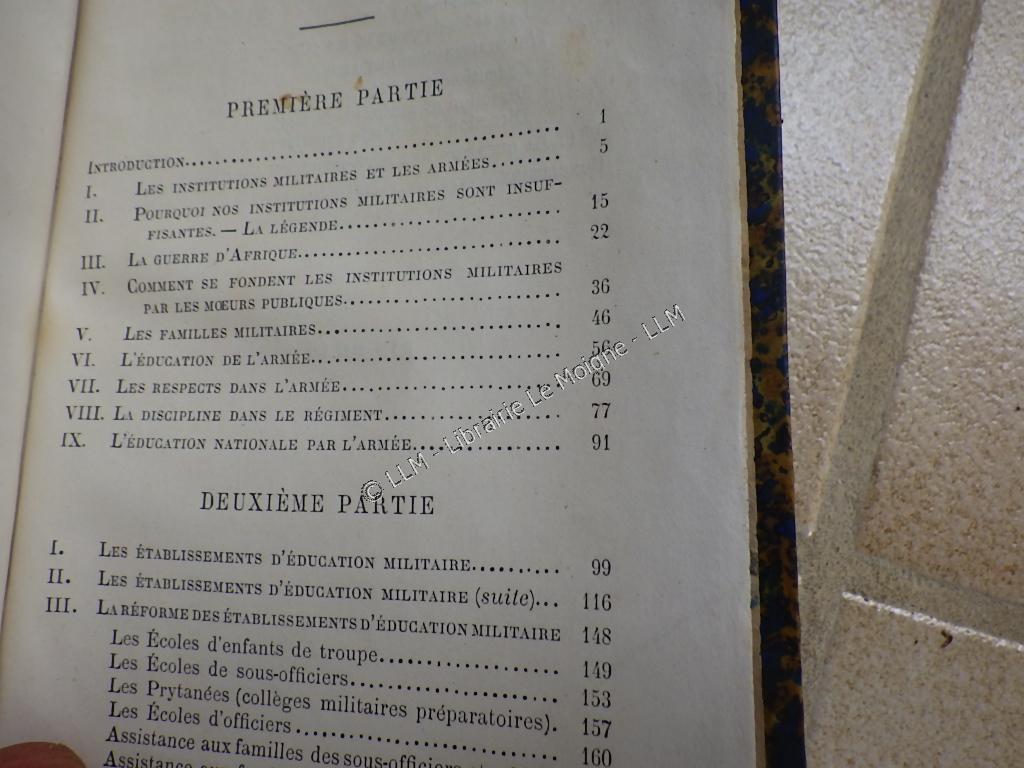 PREMIÈRE PARTIE
INTRODUCTION........ 1
I. LES INSTITUTIONS MILITAIRES ET LES ARMÉES........ 5
II. POURQUOI NOS INSTITUTIONS MILITAIRES SONT INSUF-
FISANTES. — LA LÉGENDE........ 15
III. LA GUERRE D'AFRIQUE........ 22
IV. COMMENT SE FONDENT LES INSTITUTIONS MILITAIRES
PAR LES MŒURS PUBLIQUES........ 36
V. LES FAMILLES MILITAIRES........ 46
VI. L'ÉDUCATION DE L'ARMÉE........ 56
VII. LES RESPECTS DANS L'ARMÉE........ 69
VIII. LA DISCIPLINE DANS LE RÉGIMENT........ 77
IX. L'ÉDUCATION NATIONALE PAR L'ARMÉE........ 91
© LLM - Librairie Le Moigne - LLM
DEUXIÈME PARTIE
I. LES ÉTABLISSEMENTS D'ÉDUCATION MILITAIRE........ 99
II. LES ÉTABLISSEMENTS D'ÉDUCATION MILITAIRE (suite)... 116
III. LA RÉFORME DES ÉTABLISSEMENTS D'ÉDUCATION MILITAIRE 148
Les Écoles d'enfants de troupe........ 149
Les Écoles de sous-officiers........ 153
Les Prytanées (collèges militaires préparatoires). 157
Les Écoles d'officiers........ 160
Assistance aux familles des sous-officiers
Assistance aux